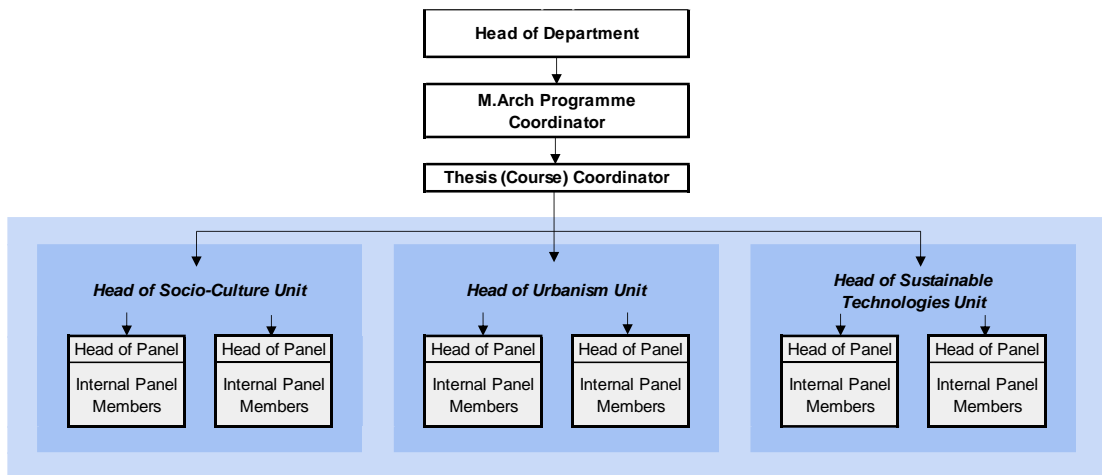 Head of Department
M.Arch Programme
Coordinator
Thesis (Course) Coordinator
Head of Socio-Culture Unit
Head of Panel
Internal Panel
Members
Head of Panel
Internal Panel
Members
Head of Urbanism Unit
Head of Panel
Internal Panel
Members
Head of Panel
Internal Panel
Members
Head of Sustainable
Technologies Unit
Head of Panel
Internal Panel
Members
Head of Panel
Internal Panel
Members